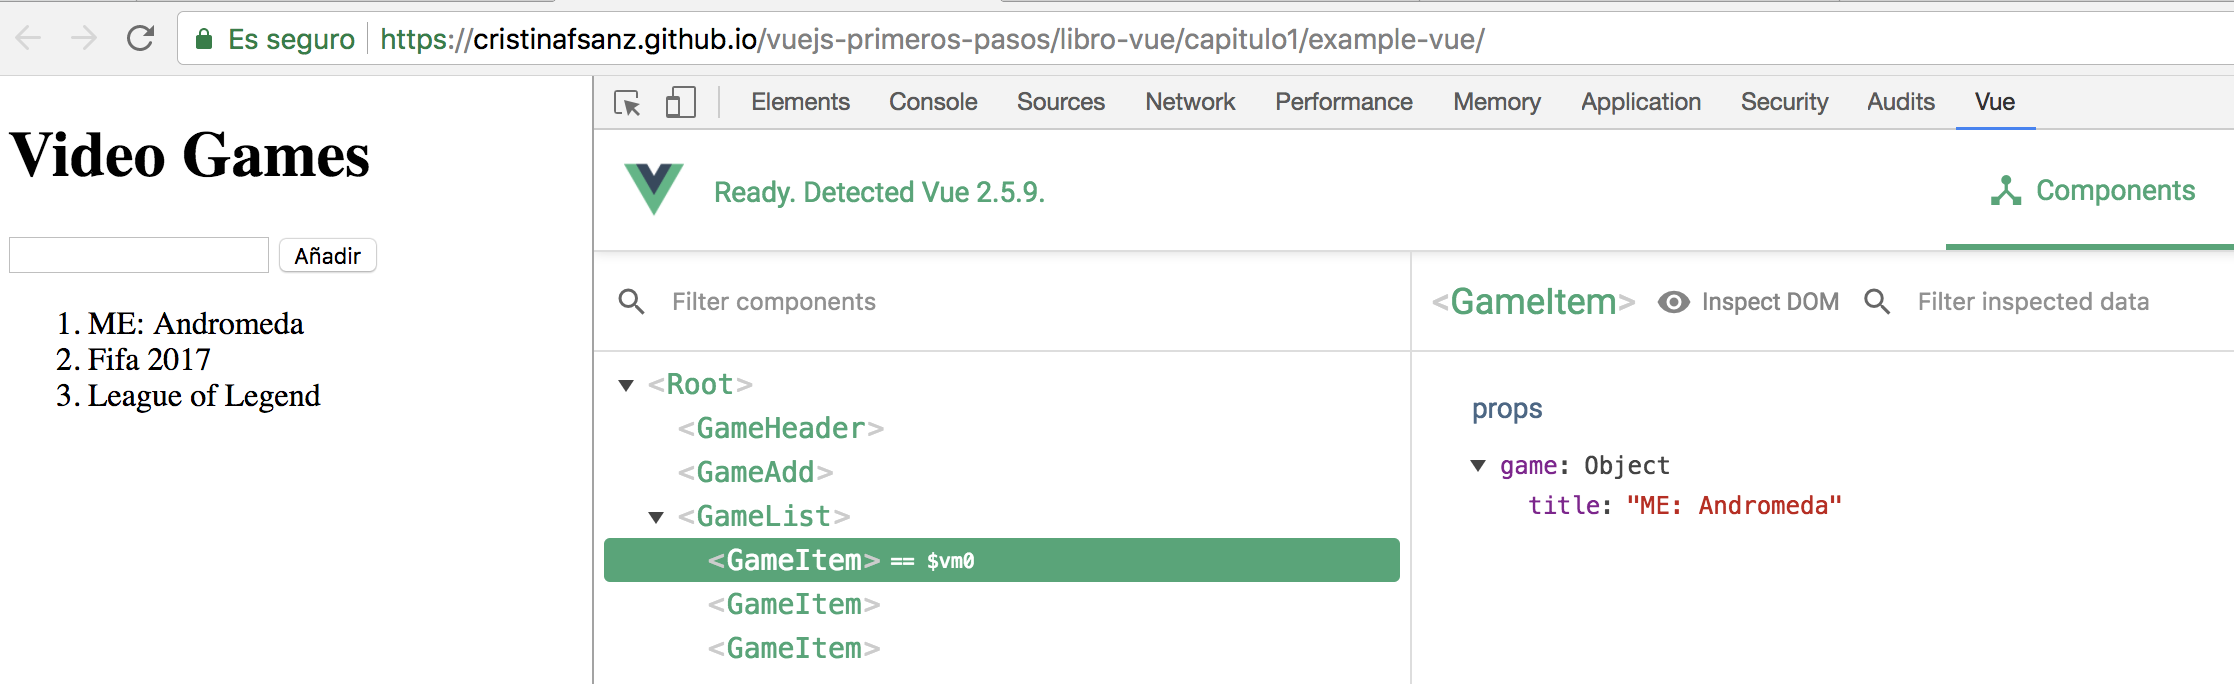 Es seguro https://cristinafsanz.github.io/vuejs-primeros-pasos/libro-vue/capitulo1/example-vue/
Elements Console Sources Network Performance Memory Application Security Audits Vue
Video Games
Añadir
1. ME: Andromeda
2. Fifa 2017
3. League of Legend
Ready. Detected Vue 2.5.9.
Components
Filter components
<GameItem> Inspect DOM Filter inspected data
<Root>
<GameHeader>
<GameAdd>
<GameList>
<GameItem> == $vm0
<GameItem>
<GameItem>
props
game: Object
title: "ME: Andromeda"